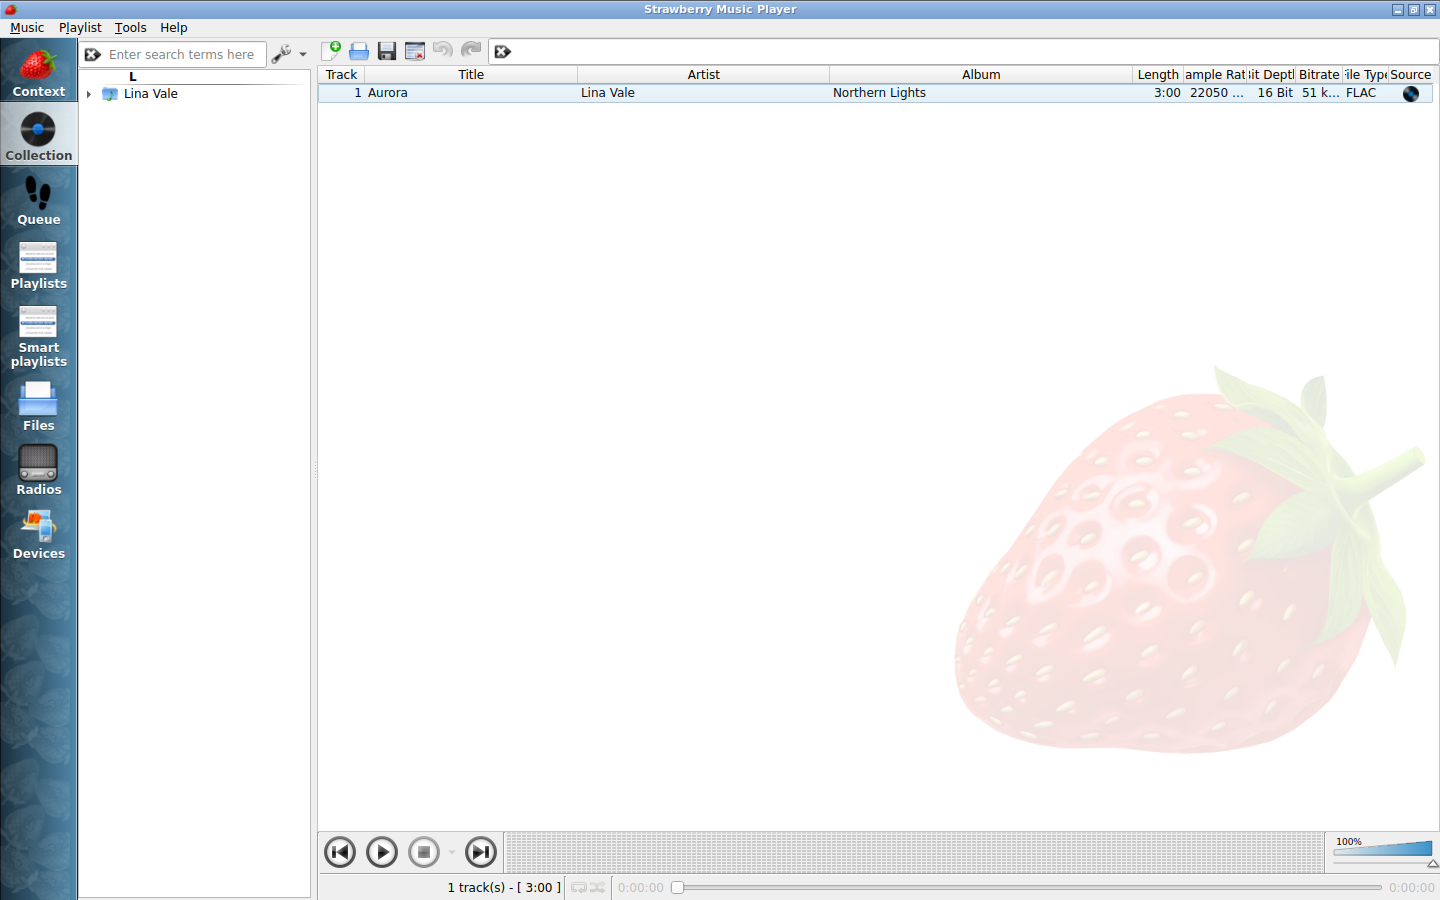 Strawberry Music Player
Music Playlist Tools Help
Context
Collection
Queue
Playlists
Smart playlists
Files
Radios
Devices
Enter search terms here
L
Lina Vale
Track Title Artist Album Length ample Rat it Depth Bitrate ile Type Source
1 Aurora Lina Vale Northern Lights 3:00 22050 ... 16 Bit 51 k... FLAC
100%
1 track(s) - [ 3:00 ] 0:00:00 0:00:00